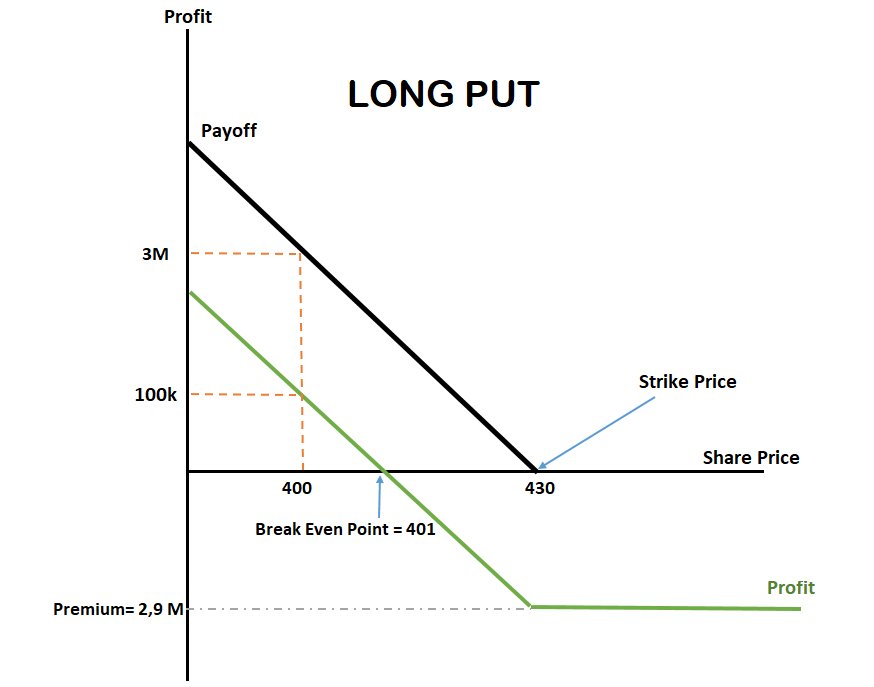 Profit
LONG PUT
Payoff
3M
100k
Strike Price
Share Price
400
430
Break Even Point = 401
Profit
Premium= 2,9 M